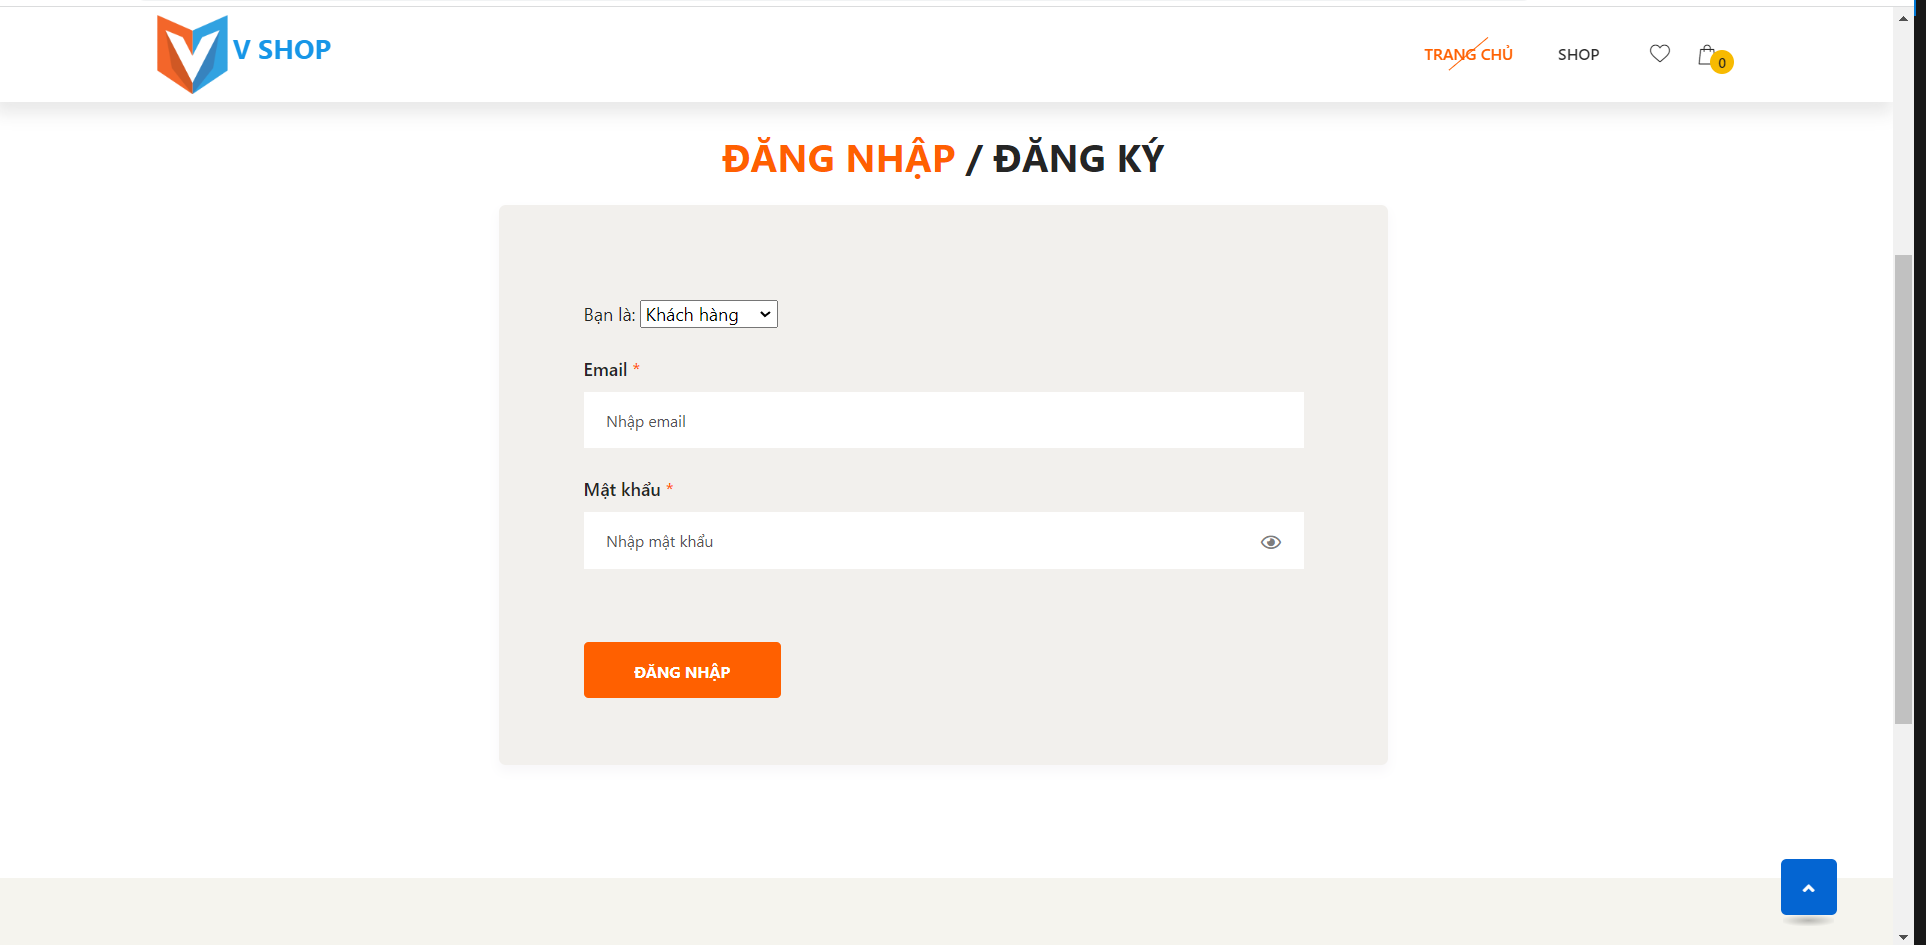 V SHOP
TRANG CHỦ
SHOP
0
ĐĂNG NHẬP / ĐĂNG KÝ
Bạn là: Khách hàng
Email *
Nhập email
Mật khẩu *
Nhập mật khẩu
ĐĂNG NHẬP